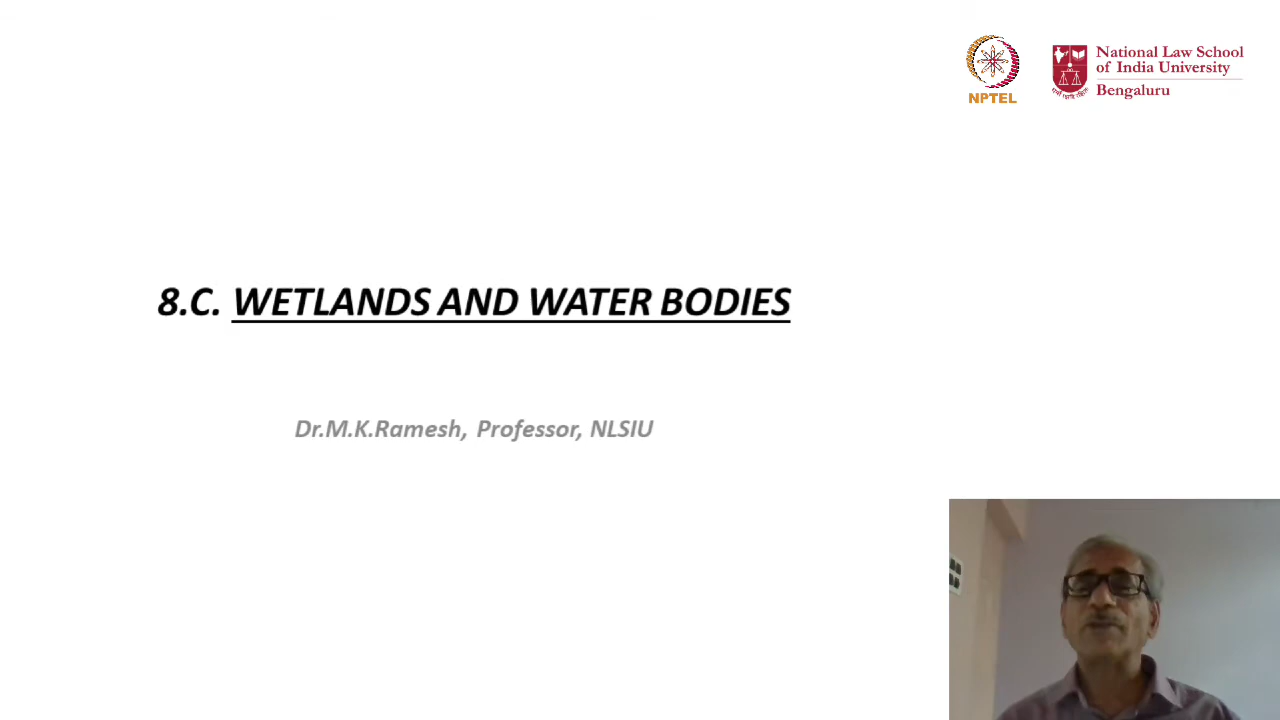 NPTEL
National Law School
of India University
Bengaluru
8.C. WETLANDS AND WATER BODIES
Dr.M.K.Ramesh, Professor, NLSIU